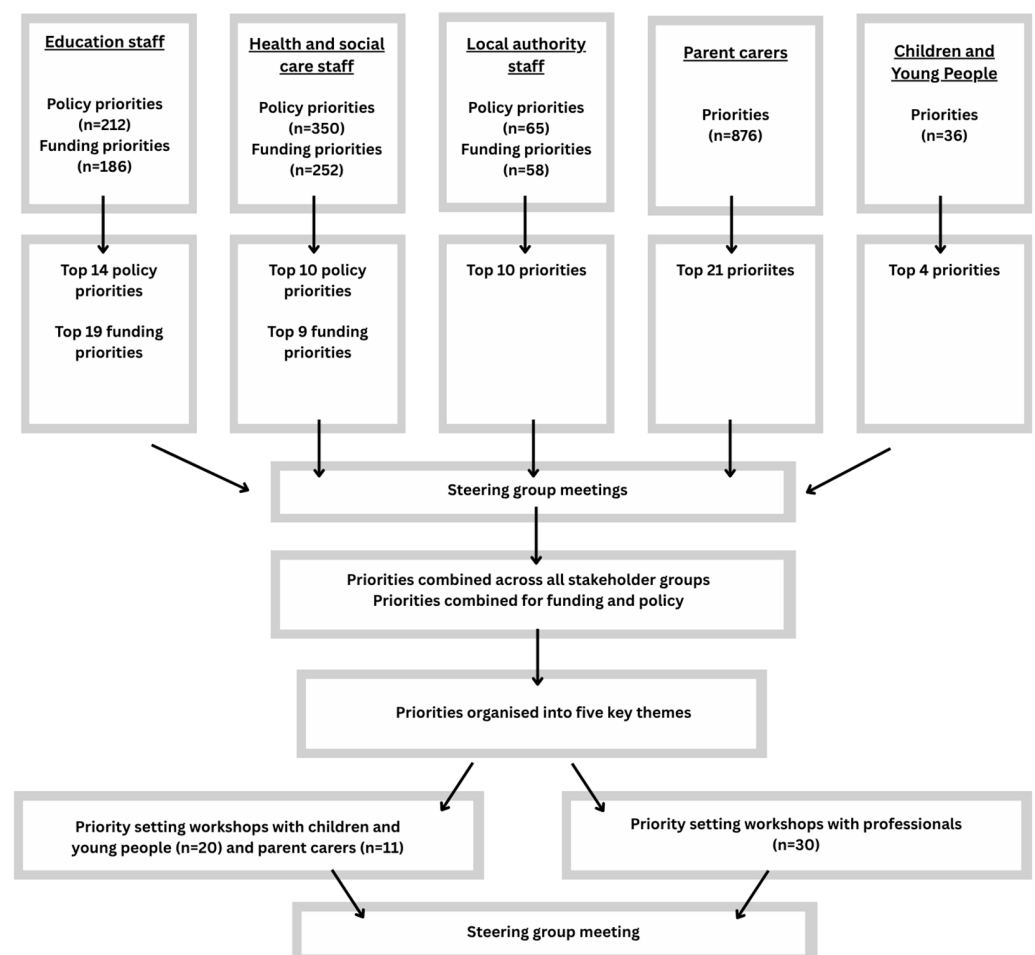 Education staff
Policy priorities
(n=212)
Funding priorities
(n=186)
Health and social
care staff
Policy priorities
(n=350)
Funding priorities
(n=252)
Local authority
staff
Policy priorities
(n=65)
Funding priorities
(n=58)
Parent carers
Priorities
(n=876)
Children and
Young People
Priorities
(n=36)
Top 14 policy
priorities
Top 19 funding
priorities
Top 10 policy
priorities
Top 9 funding
priorities
Top 10 priorities
Top 21 prioriites
Top 4 priorities
Steering group meetings
Priorities combined across all stakeholder groups
Priorities combined for funding and policy
Priorities organised into five key themes
Priority setting workshops with children and
young people (n=20) and parent carers (n=11)
Priority setting workshops with professionals
(n=30)
Steering group meeting